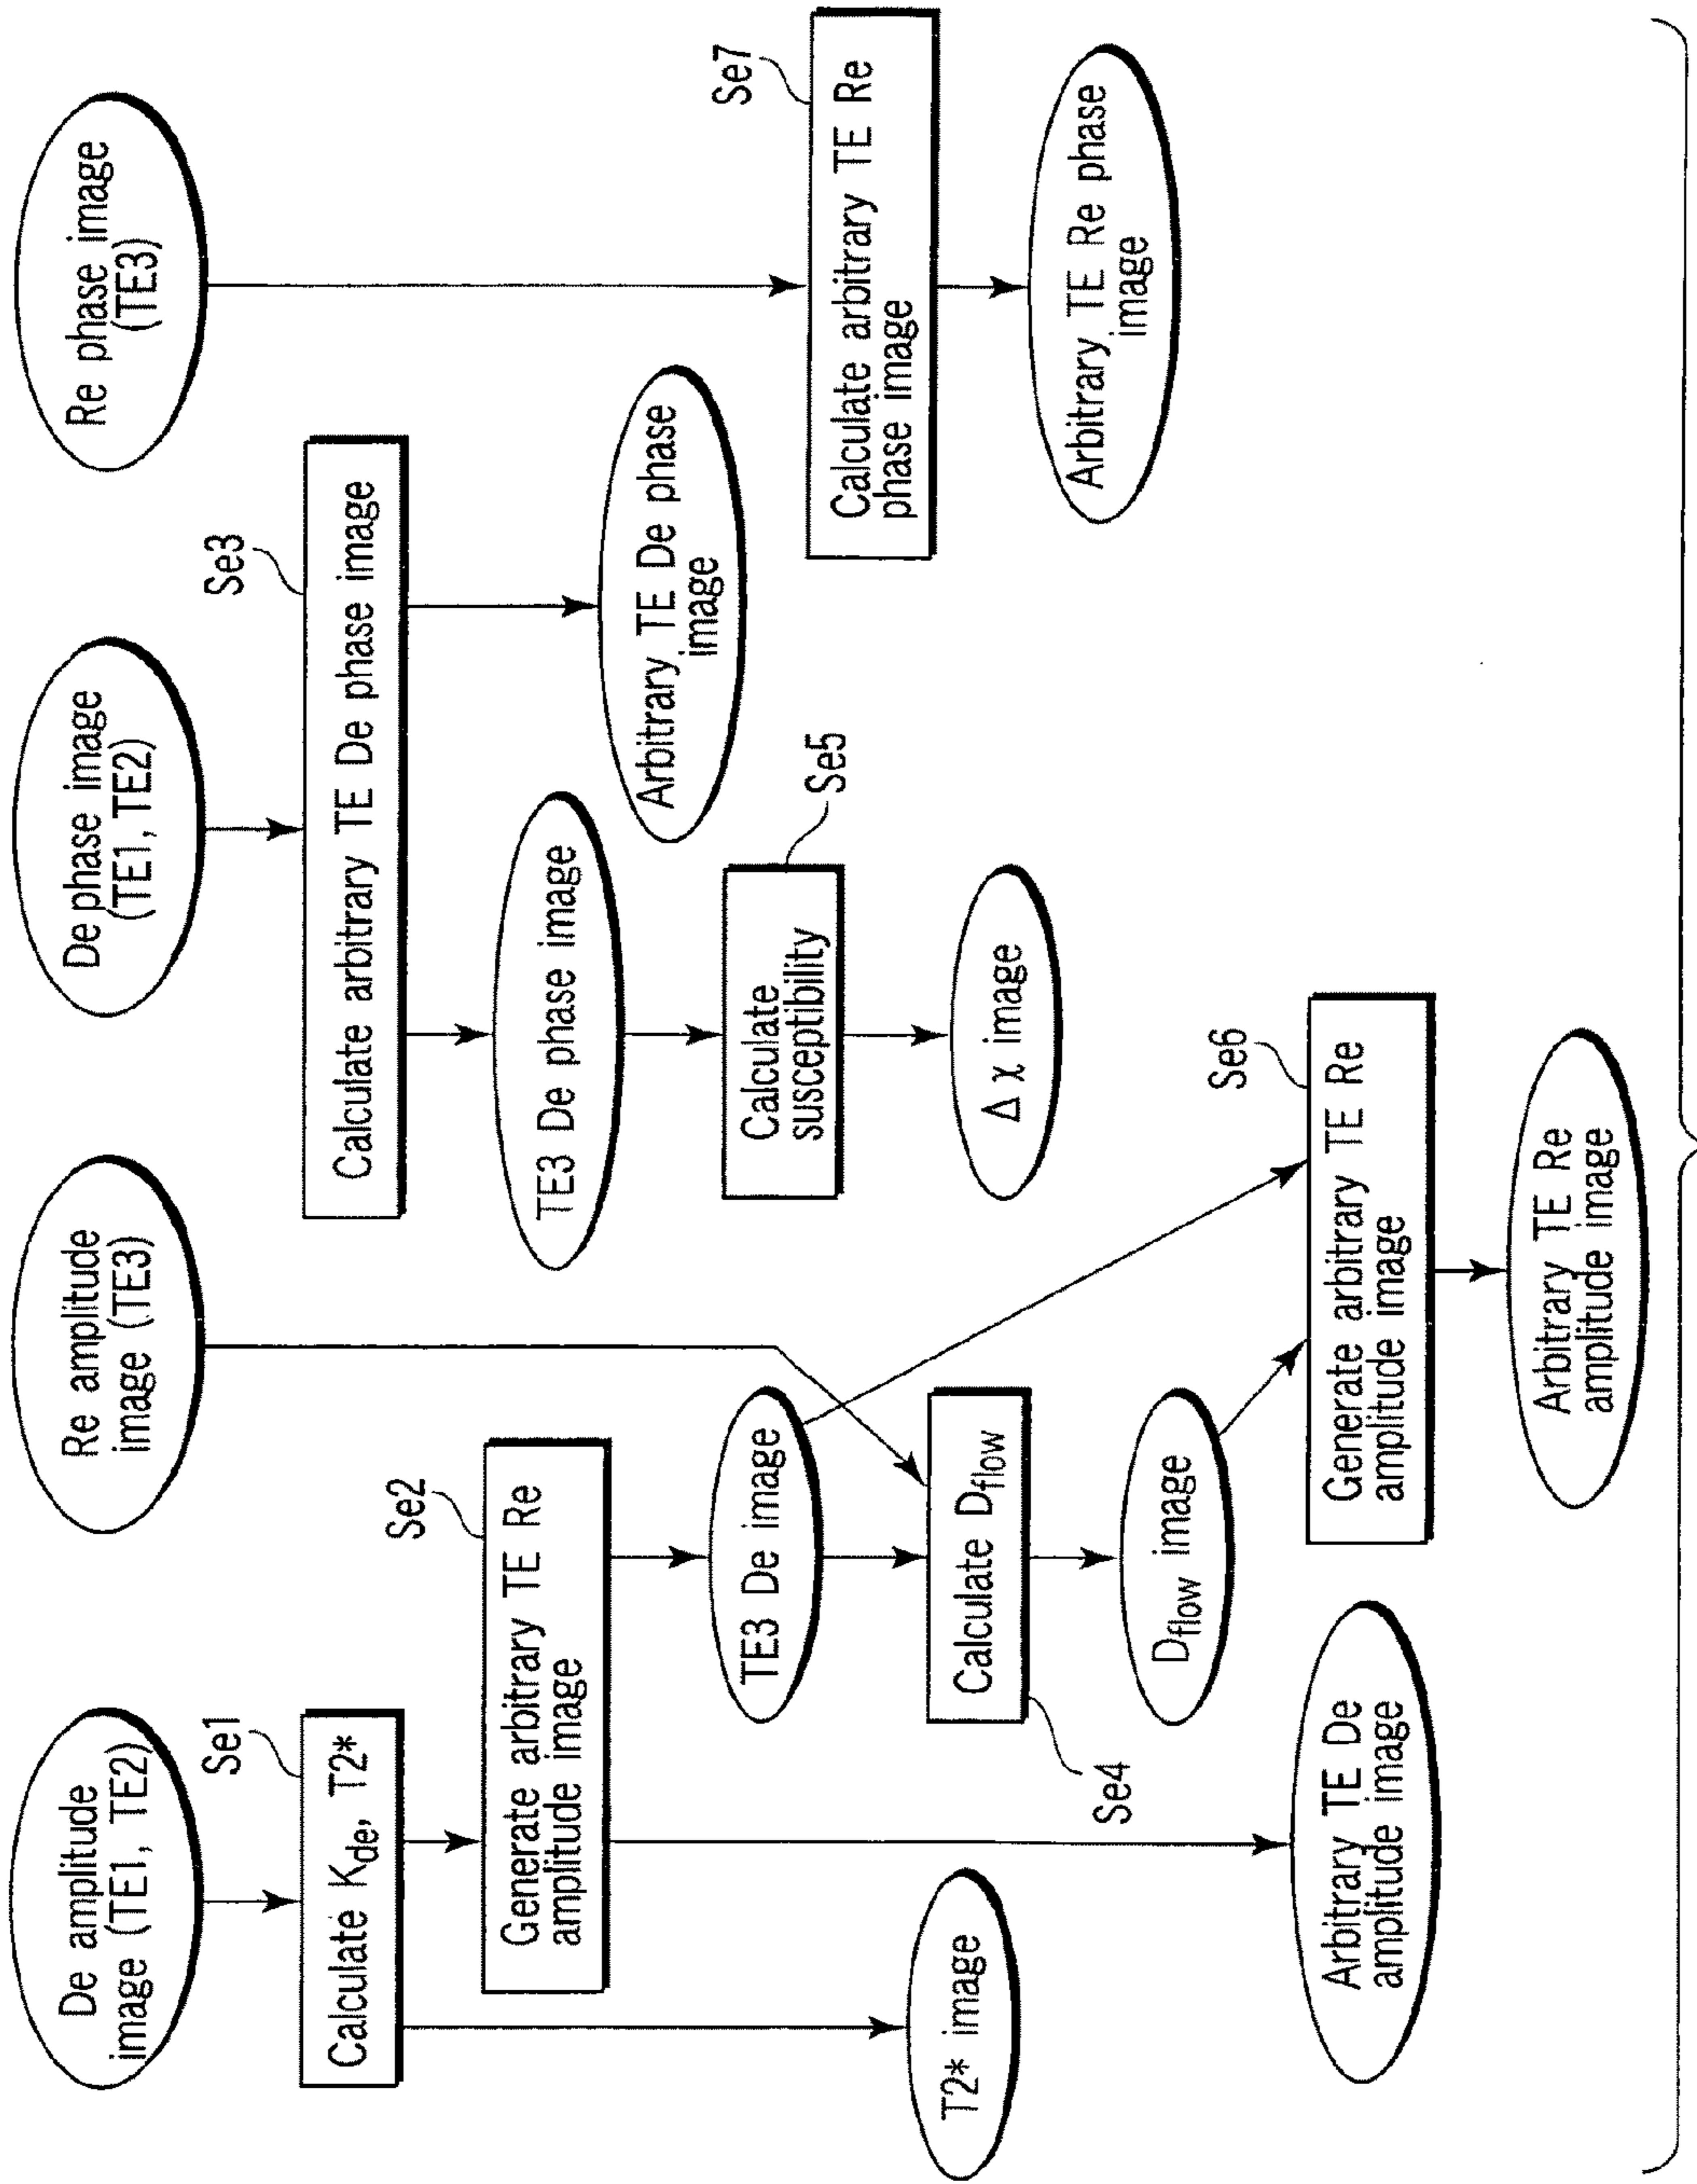 De amplitude
image (TE1, TE2)
Re amplitude
image (TE3)
De phase image
(TE1, TE2)
Re phase image
(TE3)
Se1
Calculate Kde, T2*
Se3
Calculate arbitrary TE De phase image
Se2
Generate arbitrary TE Re
amplitude image
TE3 De phase image
Arbitrary TE De phase
image
TE3 De image
Se5
Calculate
susceptibility
Se7
Calculate arbitrary TE Re
phase image
T2* image
Calculate Dflow
Se4
Δχ image
Arbitrary TE Re phase
image
Dflow image
Se6
Generate arbitrary TE Re
amplitude image
Arbitrary TE De
amplitude image
Arbitrary TE Re
amplitude image